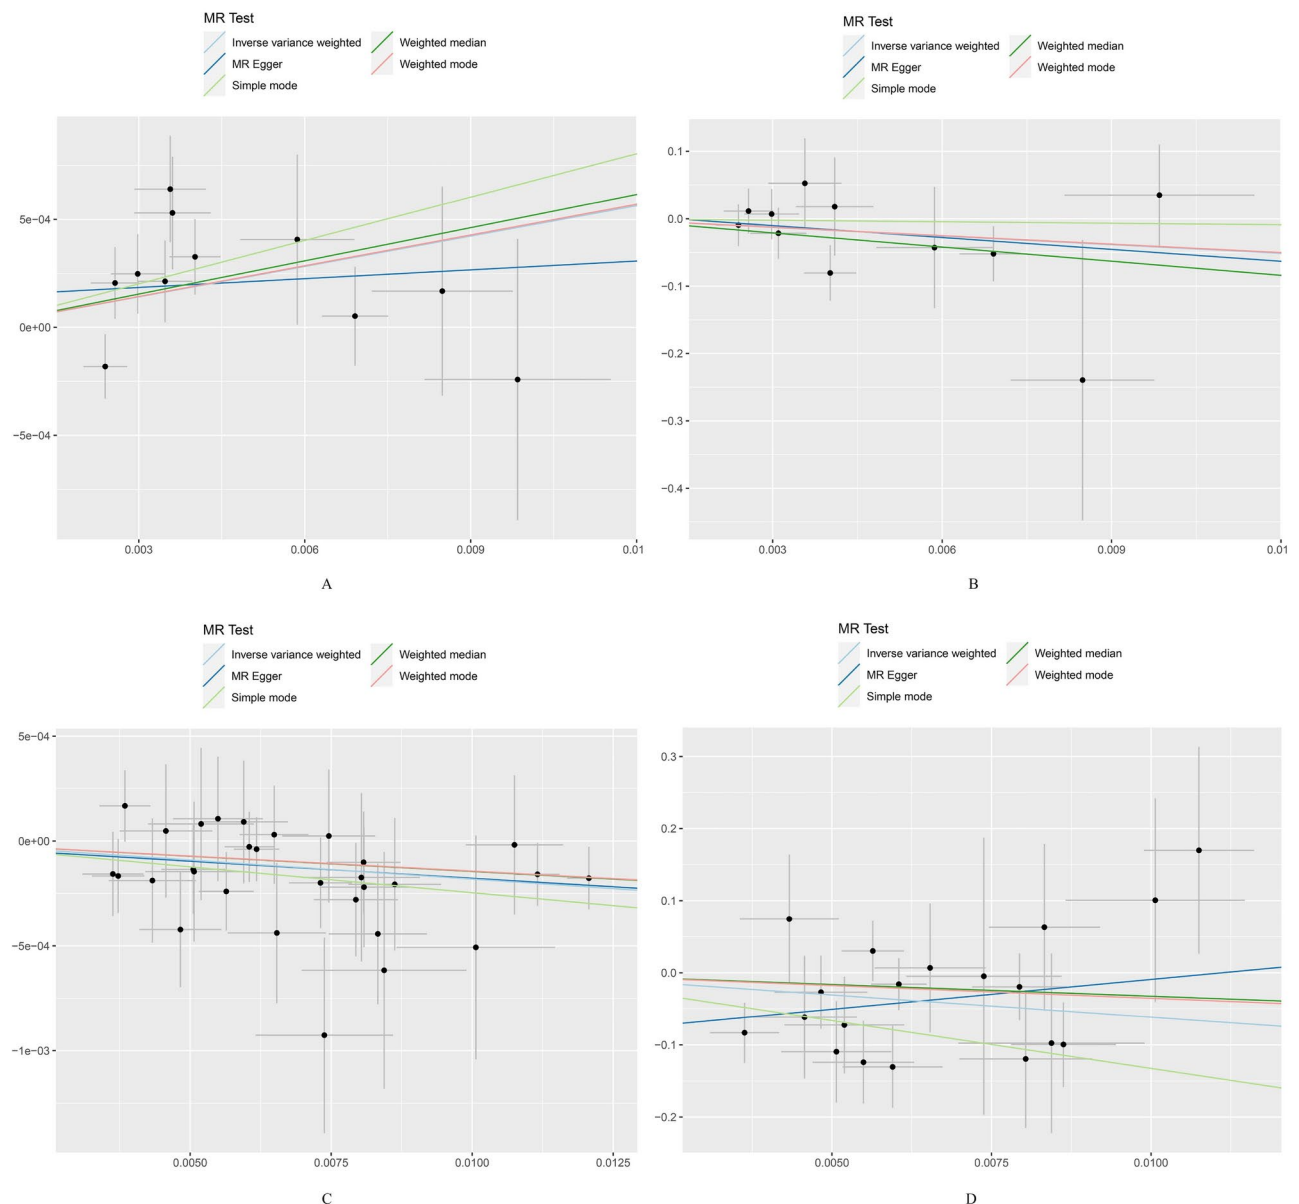 MR Test
Inverse variance weighted
Weighted median
MR Egger
Weighted mode
Simple mode
5e−04
0e+00
−5e−04
0.003
0.006
0.009
0.01
A
MR Test
Inverse variance weighted
Weighted median
MR Egger
Weighted mode
Simple mode
0.1
0.0
−0.1
−0.2
−0.3
−0.4
0.003
0.006
0.009
0.01
B
MR Test
Inverse variance weighted
Weighted median
MR Egger
Weighted mode
Simple mode
5e−04
0e+00
−5e−04
−1e−03
0.0050
0.0075
0.0100
0.0125
C
MR Test
Inverse variance weighted
Weighted median
MR Egger
Weighted mode
Simple mode
0.3
0.2
0.1
0.0
−0.1
−0.2
0.0050
0.0075
0.0100
D